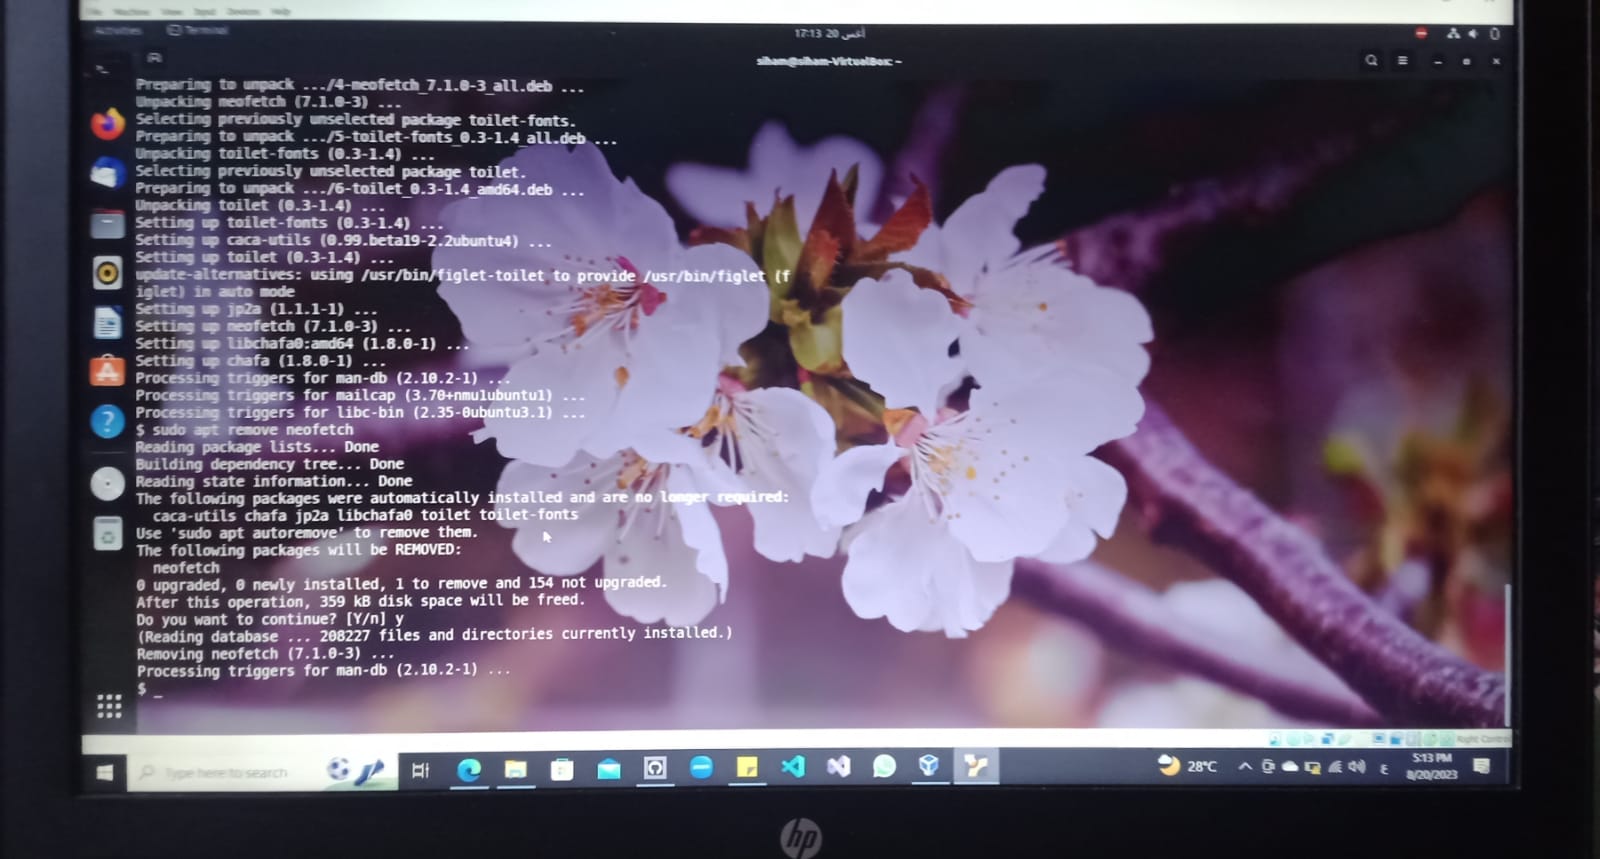 File Machine View Input Devices Help
Activities Terminal
17:13 20 أغس
siham@siham-VirtualBox: ~
Preparing to unpack .../4-neofetch_7.1.0-3_all.deb ...
Unpacking neofetch (7.1.0-3) ...
Selecting previously unselected package toilet-fonts.
Preparing to unpack .../5-toilet-fonts_0.3-1.4_all.deb ...
Unpacking toilet-fonts (0.3-1.4) ...
Selecting previously unselected package toilet.
Preparing to unpack .../6-toilet_0.3-1.4_amd64.deb ...
Unpacking toilet (0.3-1.4) ...
Setting up toilet-fonts (0.3-1.4) ...
Setting up caca-utils (0.99.beta19-2.2ubuntu4) ...
Setting up toilet (0.3-1.4) ...
update-alternatives: using /usr/bin/figlet-toilet to provide /usr/bin/figlet (f
iglet) in auto mode
Setting up jp2a (1.1.1-1) ...
Setting up neofetch (7.1.0-3) ...
Setting up libchafa0:amd64 (1.8.0-1) ...
Setting up chafa (1.8.0-1) ...
Processing triggers for man-db (2.10.2-1) ...
Processing triggers for mailcap (3.70+nmu1ubuntu1) ...
Processing triggers for libc-bin (2.35-0ubuntu3.1) ...
$ sudo apt remove neofetch
Reading package lists... Done
Building dependency tree... Done
Reading state information... Done
The following packages were automatically installed and are no longer required:
caca-utils chafa jp2a libchafa0 toilet toilet-fonts
Use 'sudo apt autoremove' to remove them.
The following packages will be REMOVED:
neofetch
0 upgraded, 0 newly installed, 1 to remove and 154 not upgraded.
After this operation, 359 kB disk space will be freed.
Do you want to continue? [Y/n] y
(Reading database ... 208227 files and directories currently installed.)
Removing neofetch (7.1.0-3) ...
Processing triggers for man-db (2.10.2-1) ...
$ _
Right Control
Type here to search
28°C
ع
5:13 PM
8/20/2023
hp